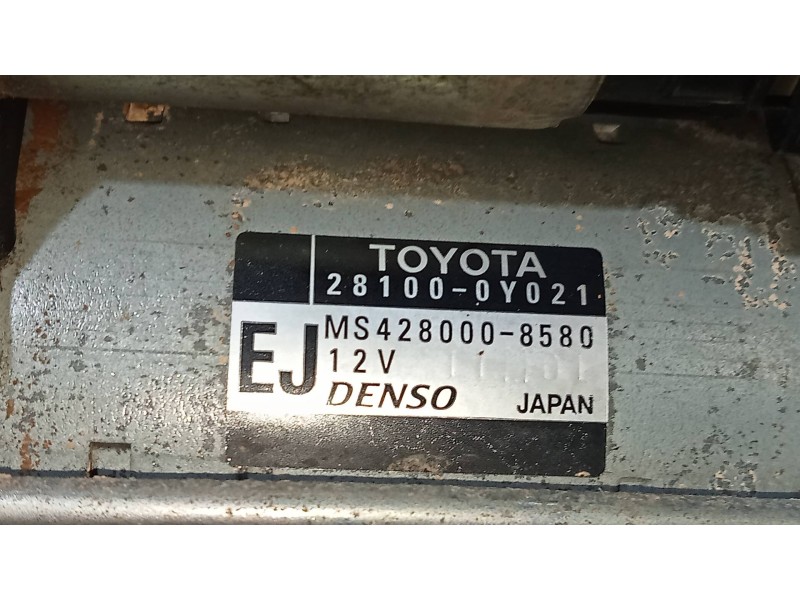 TOYOTA
28100-0Y021
EJ
MS428000-8580
12V
DENSO JAPAN